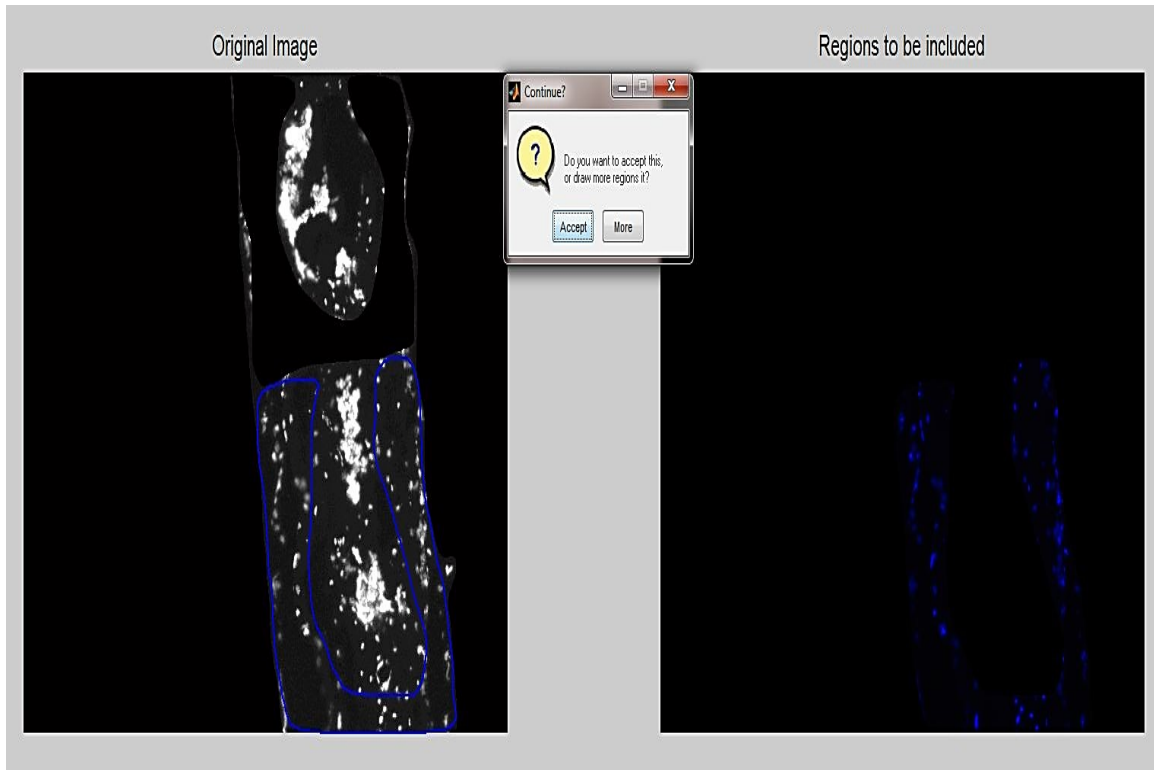 Original Image
Regions to be included
Continue?
Do you want to accept this,
or draw more regions it?
Accept
More